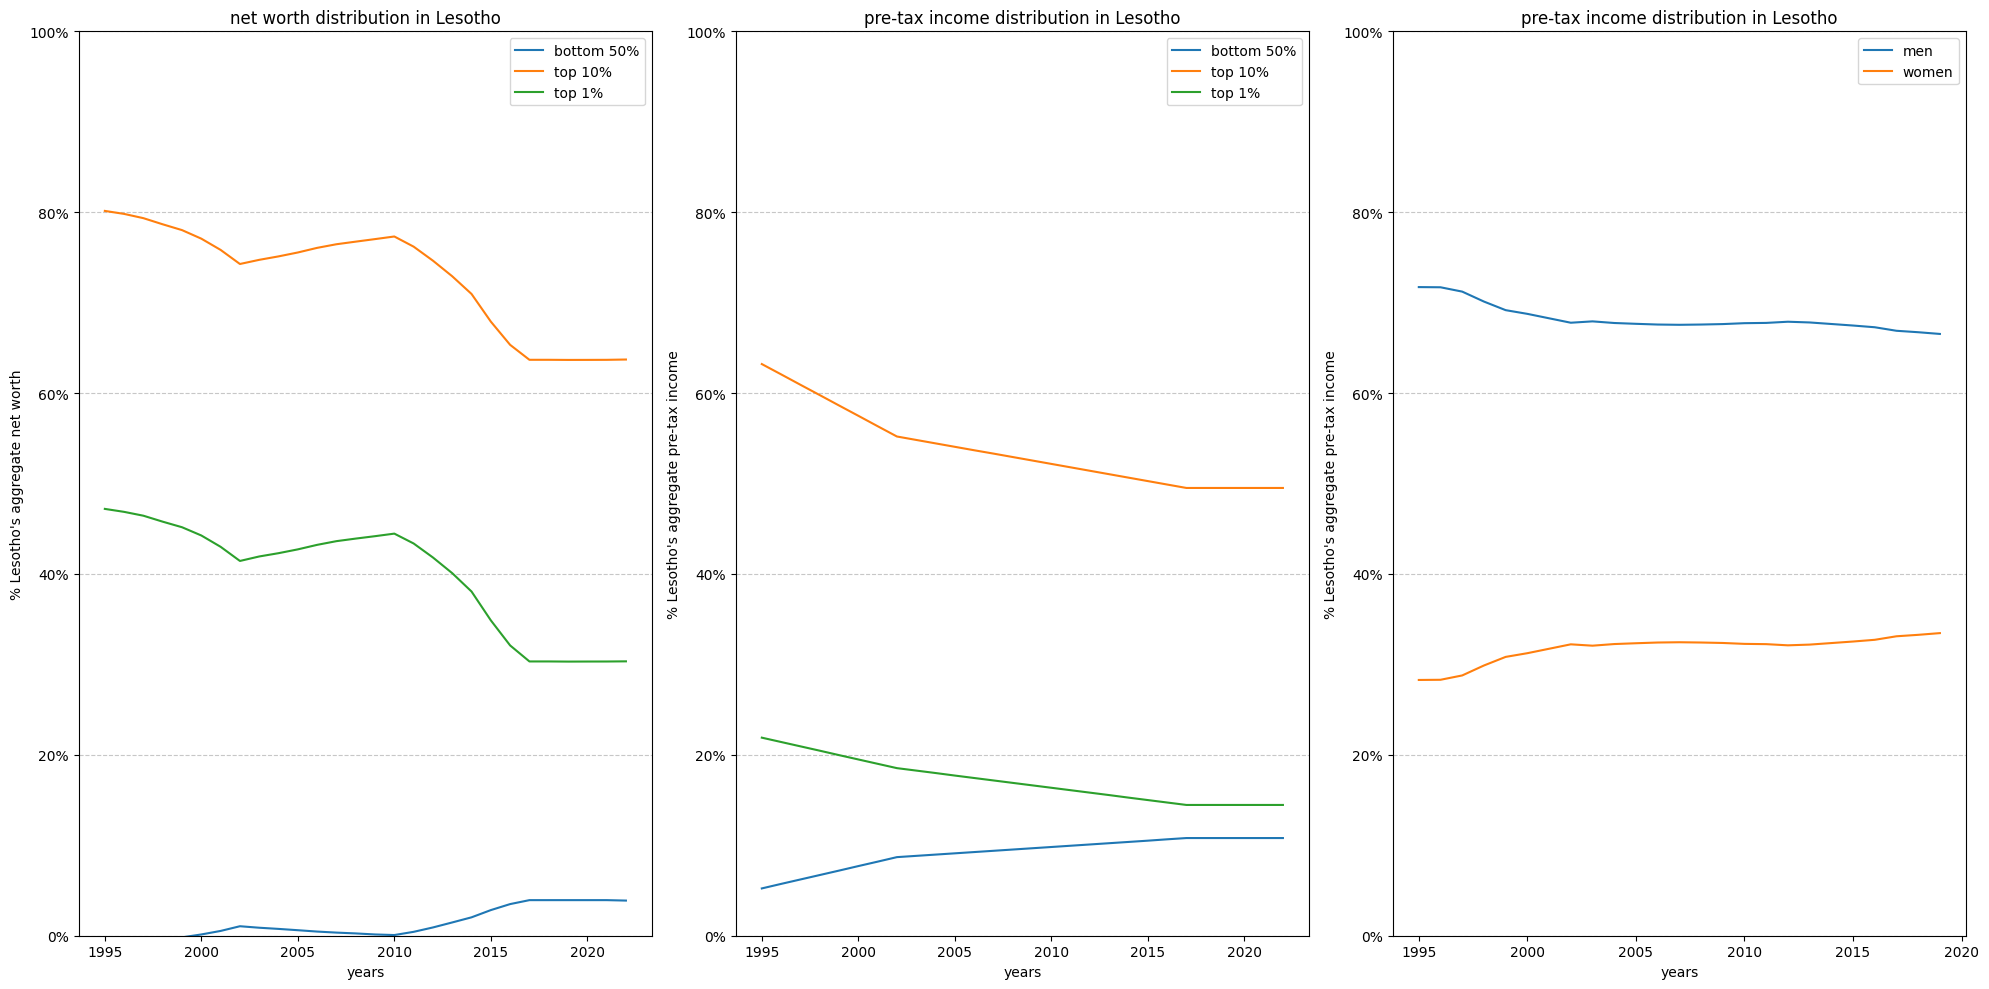 net worth distribution in Lesotho
% Lesotho's aggregate net worth
100%
80%
60%
40%
20%
0%
bottom 50%
top 10%
top 1%
1995
2000
2005
2010
2015
2020
years
pre-tax income distribution in Lesotho
% Lesotho's aggregate pre-tax income
100%
80%
60%
40%
20%
0%
bottom 50%
top 10%
top 1%
1995
2000
2005
2010
2015
2020
years
pre-tax income distribution in Lesotho
% Lesotho's aggregate pre-tax income
100%
80%
60%
40%
20%
0%
men
women
1995
2000
2005
2010
2015
2020
years